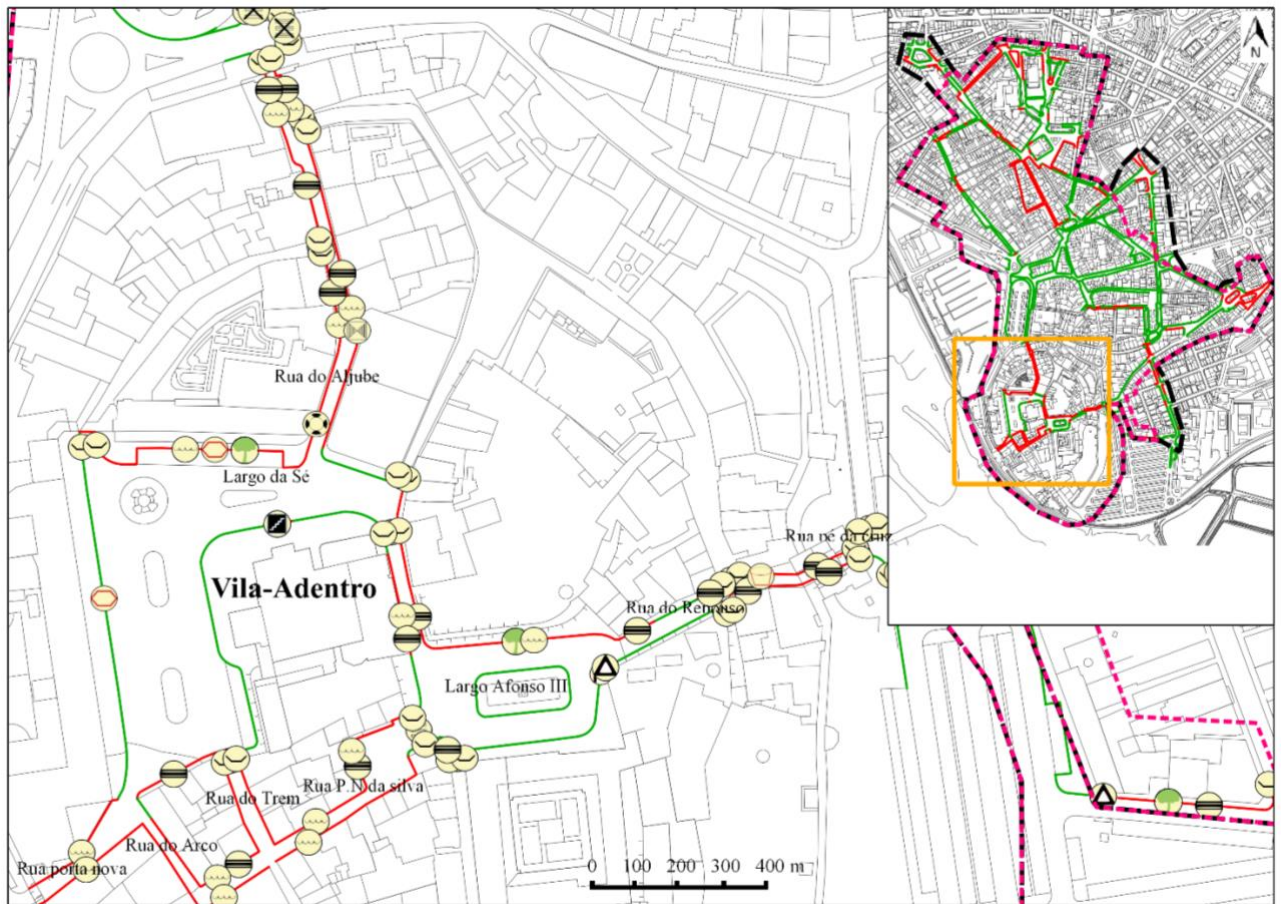 N
Rua do Aljube
Largo da Sé
Rua pé da cruz
Vila-Adentro
Rua do Repouso
Largo Afonso III
Rua P.N da silva
Rua do Trem
Rua do Arco
Rua porta nova
0 100 200 300 400 m